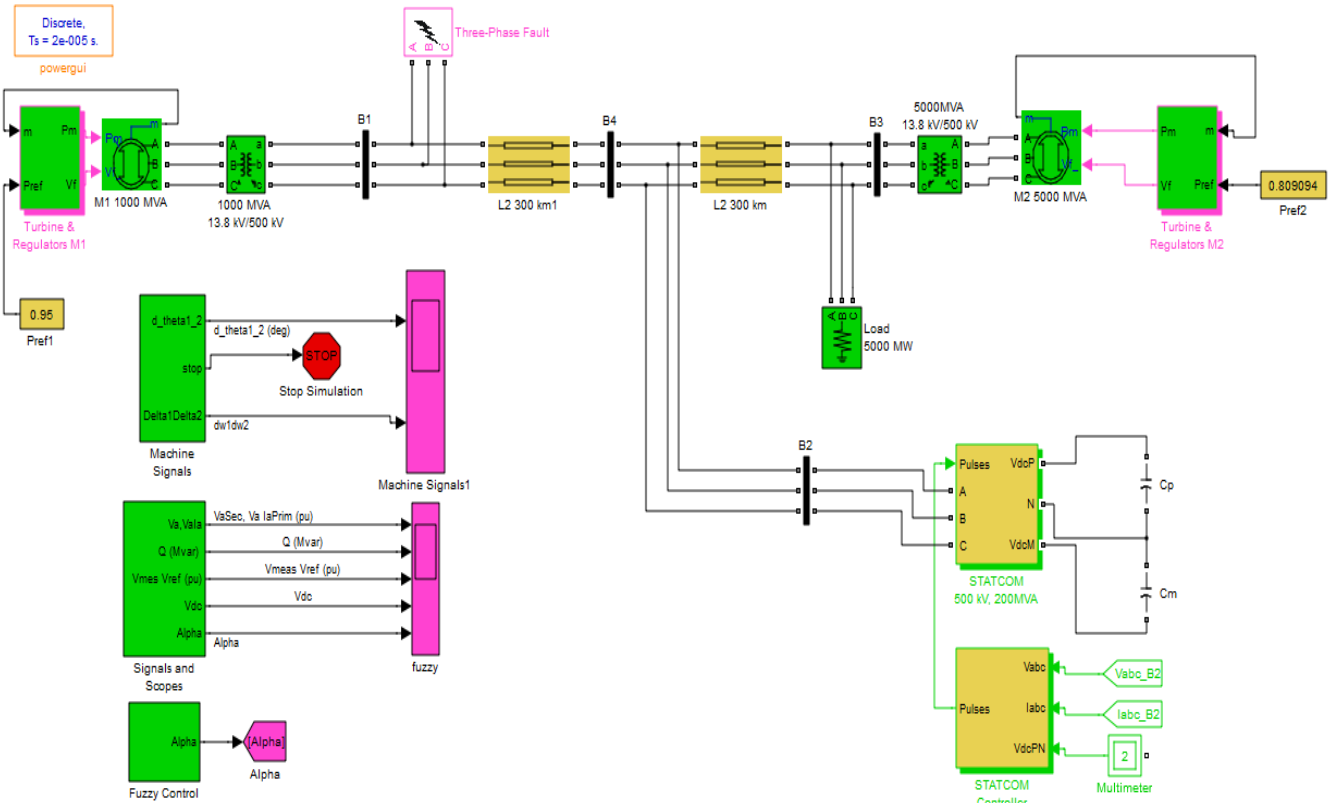 Discrete,
Ts = 2e-005 s.
powergui
Three-Phase Fault
A B C
m
Pref
Pm
Vf
Turbine &
Regulators M1
Pm
Vf
m
A
B
C
M1 1000 MVA
A
B
C
a
b
c
1000 MVA
13.8 kV/500 kV
B1
L2 300 km1
B4
L2 300 km
B3
5000MVA
13.8 kV/500 kV
a
b
c
A
B
C
m
A
B
C
Pm
Vf_
M2 5000 MVA
Pm
Vf
m
Pref
Turbine &
Regulators M2
0.809094
Pref2
0.95
Pref1
A B C
Load
5000 MW
d_theta1_2
stop
Delta1Delta2
Machine
Signals
d_theta1_2 (deg)
STOP
Stop Simulation
dw1dw2
Machine Signals1
Va,VaIa
Q (Mvar)
Vmes Vref (pu)
Vdc
Alpha
Signals and
Scopes
VaSec, Va IaPrim (pu)
Q (Mvar)
Vmeas Vref (pu)
Vdc
Alpha
fuzzy
Alpha
Fuzzy Control
[Alpha]
Alpha
B2
Pulses
A
B
C
VdcP
N
VdcM
STATCOM
500 kV, 200MVA
Cp
Cm
Pulses
Vabc
Iabc
VdcPN
STATCOM
Controller
Vabc_B2
Iabc_B2
2
Multimeter